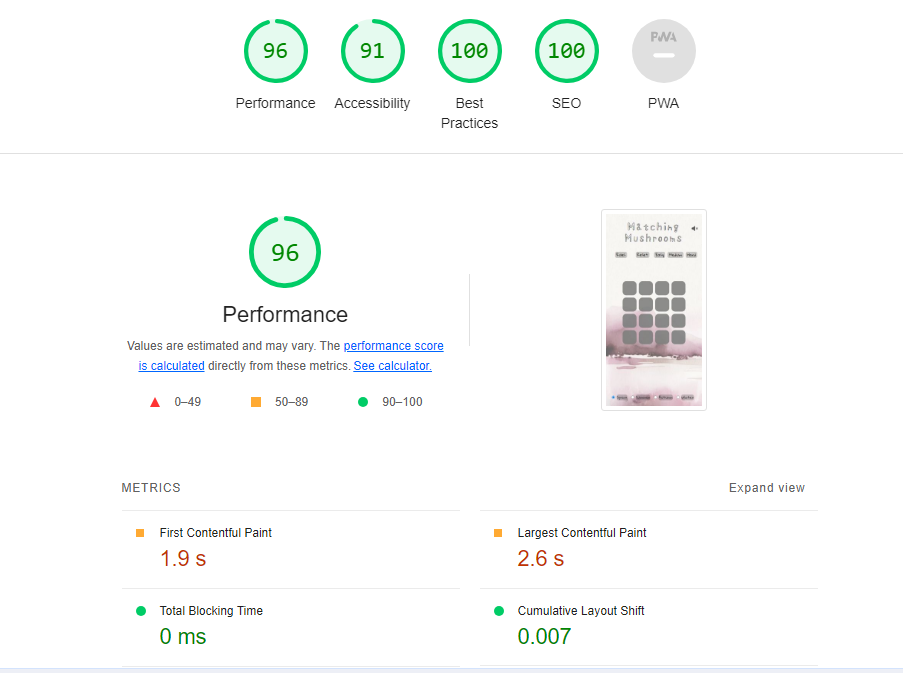 96
91
100
100
PWA
Performance
Accessibility
Best
Practices
SEO
PWA
96
Performance
Values are estimated and may vary. The performance score
is calculated directly from these metrics. See calculator.
0–49
50–89
90–100
Matching
Mushrooms
METRICS
Expand view
First Contentful Paint
1.9 s
Largest Contentful Paint
2.6 s
Total Blocking Time
0 ms
Cumulative Layout Shift
0.007